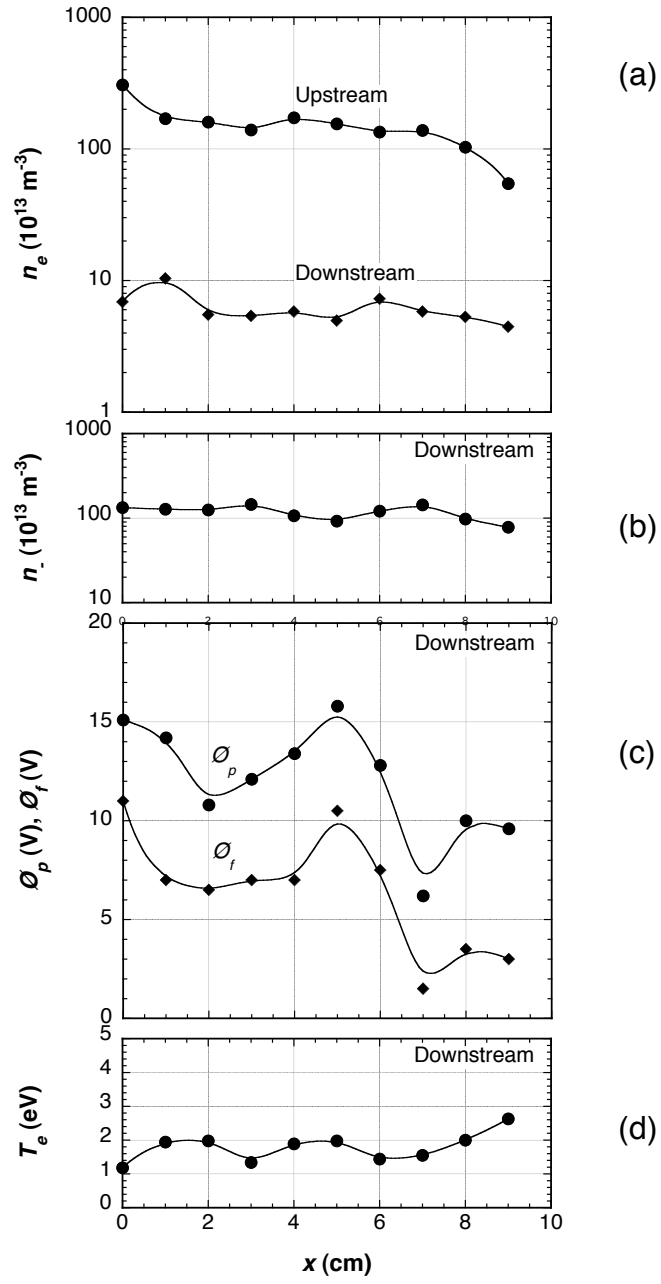 1000
(a)
Upstream
100
n_e (10^13 m^-3)
10
Downstream
1
1000
Downstream
n_- (10^13 m^-3)
100
(b)
10
0 2 4 6 8 10
20
Downstream
15
Ø_p
(c)
Ø_p (V), Ø_f (V)
10
Ø_f
5
0
5
Downstream
4
T_e (eV)
3
2
(d)
1
0
0 2 4 6 8 10
x (cm)